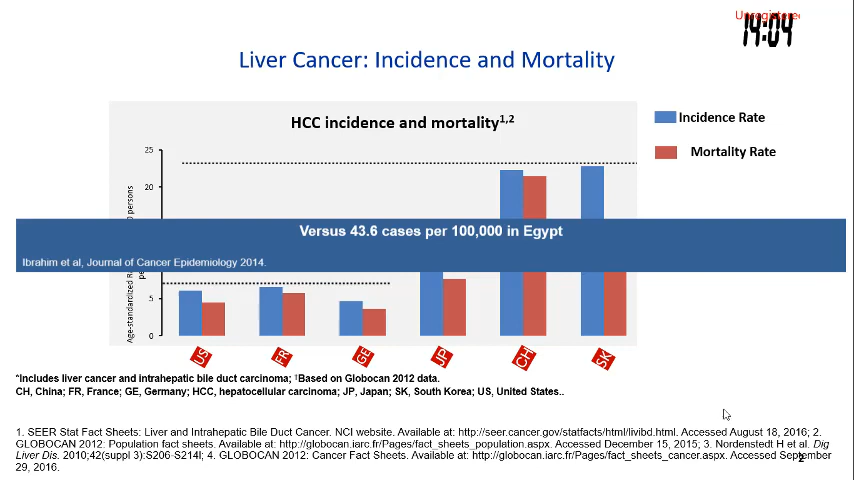 Unregistered
14:04
Liver Cancer: Incidence and Mortality
HCC incidence and mortality1,2
Incidence Rate
Mortality Rate
25
20
Versus 43.6 cases per 100,000 in Egypt
Ibrahim et al, Journal of Cancer Epidemiology 2014.
5
0
Age-standardized
persons
US
FR
GE
JP
CH
SK
*Includes liver cancer and intrahepatic bile duct carcinoma; †Based on Globocan 2012 data.
CH, China; FR, France; GE, Germany; HCC, hepatocellular carcinoma; JP, Japan; SK, South Korea; US, United States..
1. SEER Stat Fact Sheets: Liver and Intrahepatic Bile Duct Cancer. NCI website. Available at: http://seer.cancer.gov/statfacts/html/livibd.html. Accessed August 18, 2016; 2.
GLOBOCAN 2012: Population fact sheets. Available at: http://globocan.iarc.fr/Pages/fact_sheets_population.aspx. Accessed December 15, 2015; 3. Nordenstedt H et al. Dig
Liver Dis. 2010;42(suppl 3):S206-S214l; 4. GLOBOCAN 2012: Cancer Fact Sheets. Available at: http://globocan.iarc.fr/Pages/fact_sheets_cancer.aspx. Accessed September
29, 2016.
2